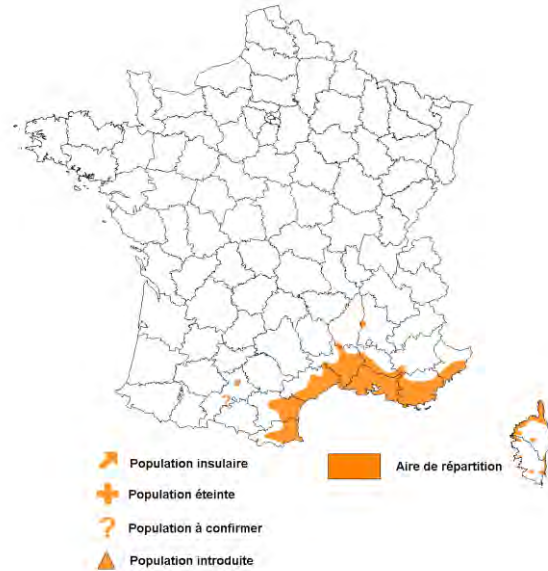 Population insulaire
Aire de répartition
Population éteinte
?
Population à confirmer
Population introduite